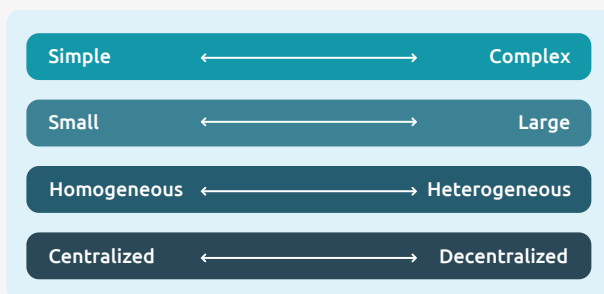 Simple Complex
Small Large
Homogeneous Heterogeneous
Centralized Decentralized